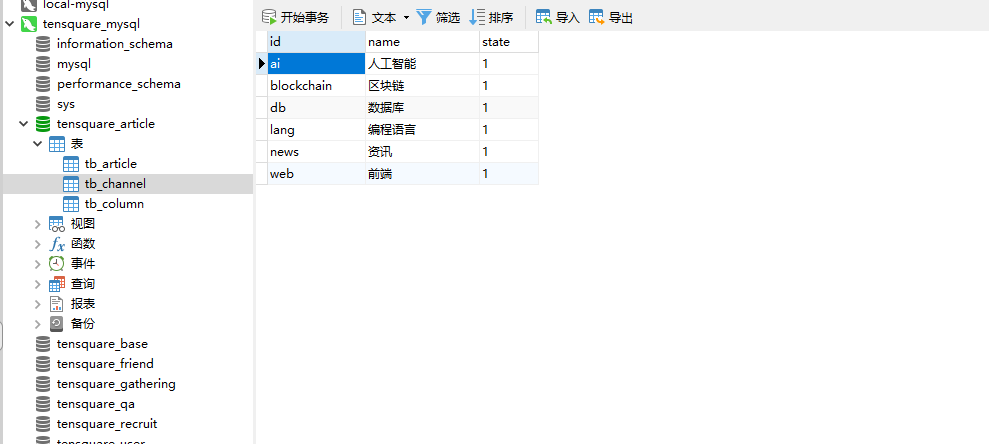 local-mysql
tensquare_mysql
information_schema
mysql
performance_schema
sys
tensquare_article
表
tb_article
tb_channel
tb_column
视图
fx 函数
事件
查询
报表
备份
tensquare_base
tensquare_friend
tensquare_gathering
tensquare_qa
tensquare_recruit
tensquare_user
开始事务 文本 筛选 排序 导入 导出
id name state
ai 人工智能 1
blockchain 区块链 1
db 数据库 1
lang 编程语言 1
news 资讯 1
web 前端 1